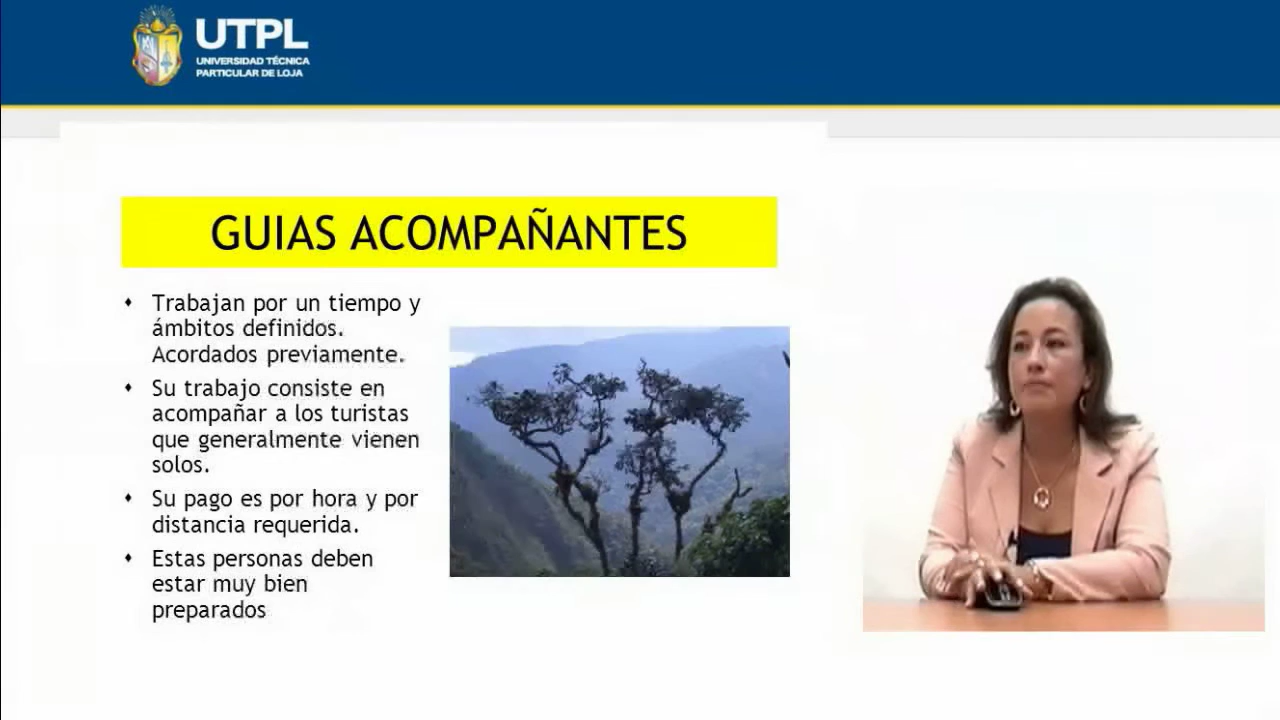 UTPL
UNIVERSIDAD TÉCNICA
PARTICULAR DE LOJA
GUIAS ACOMPAÑANTES
Trabajan por un tiempo y
ámbitos definidos.
Acordados previamente.
Su trabajo consiste en
acompañar a los turistas
que generalmente vienen
solos.
Su pago es por hora y por
distancia requerida.
Estas personas deben
estar muy bien
preparados